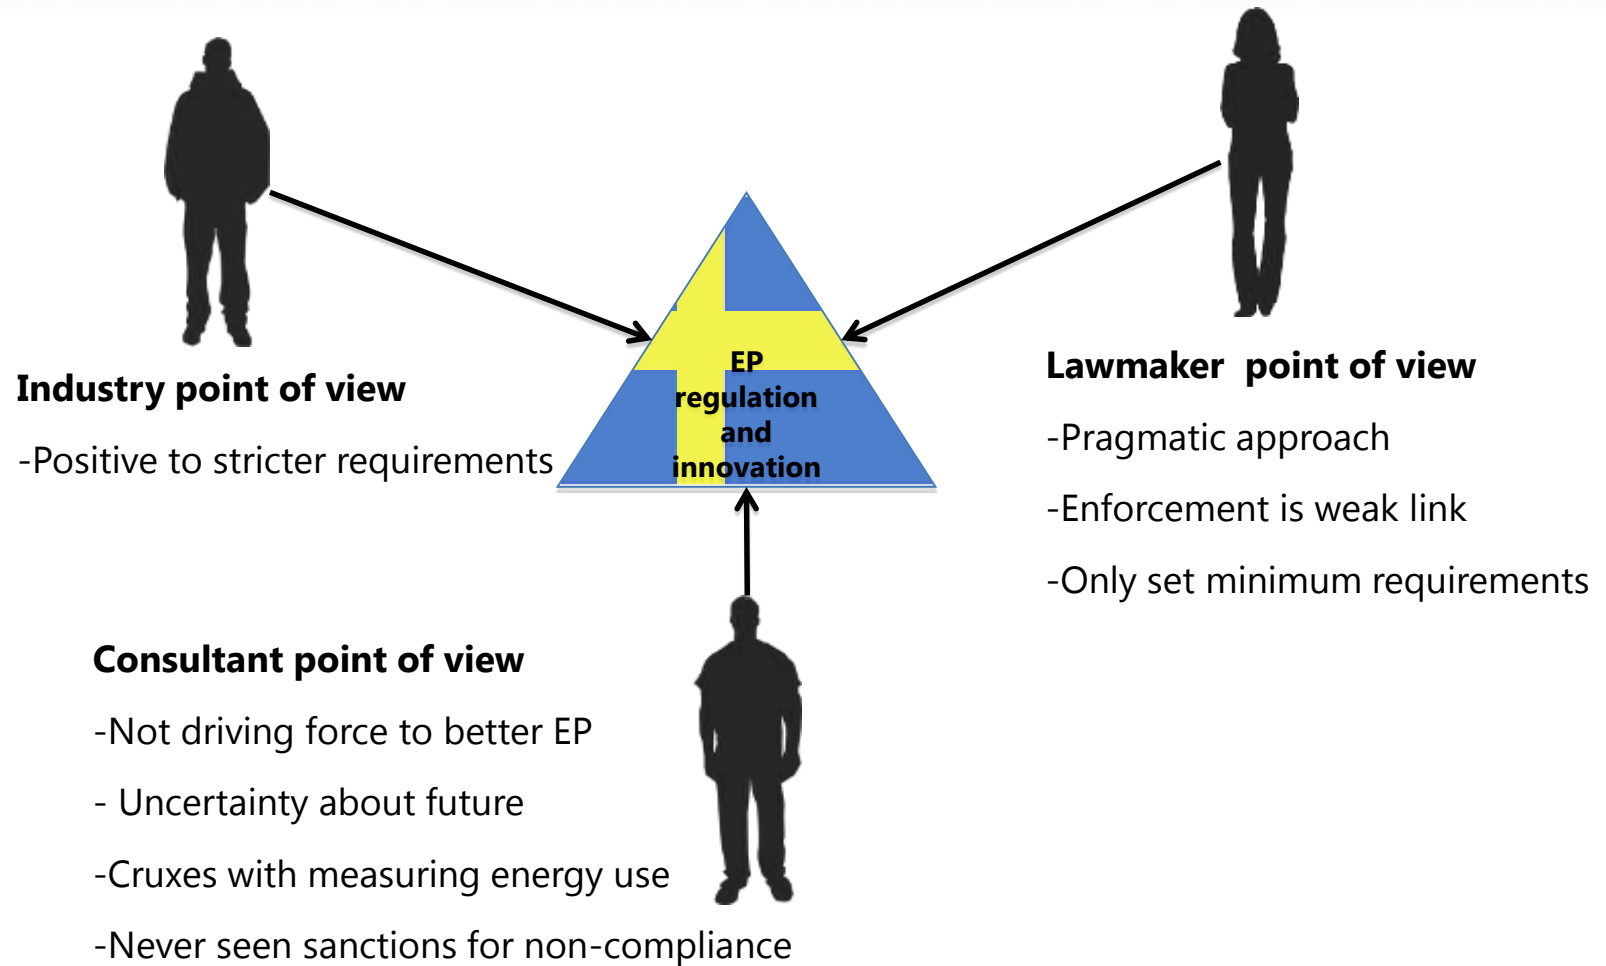 EP
regulation
and
innovation
Industry point of view
-Positive to stricter requirements
Lawmaker  point of view
-Pragmatic approach
-Enforcement is weak link
-Only set minimum requirements
Consultant point of view
-Not driving force to better EP
- Uncertainty about future
-Cruxes with measuring energy use
-Never seen sanctions for non-compliance